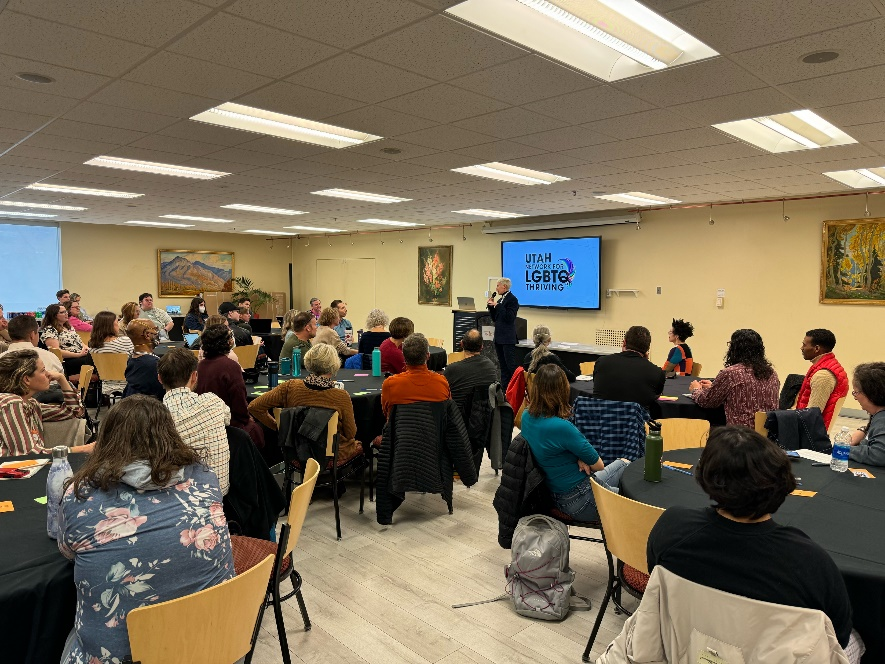 UTAH
NETWORK FOR
LGBTQ
THRIVING